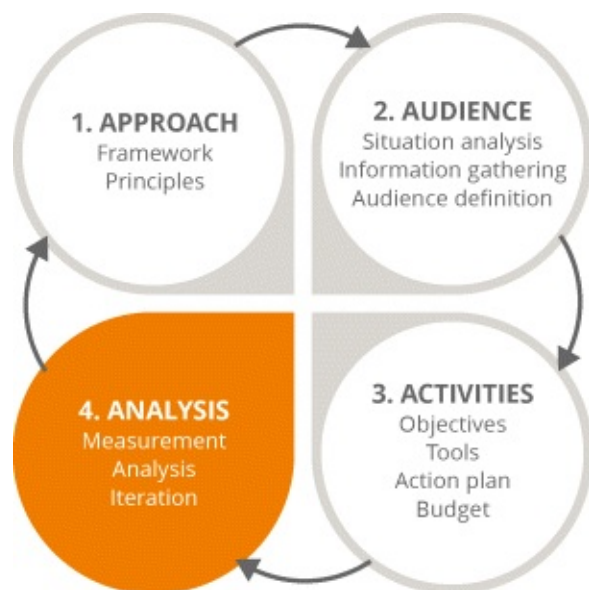 1. APPROACH
Framework
Principles
2. AUDIENCE
Situation analysis
Information gathering
Audience definition
3. ACTIVITIES
Objectives
Tools
Action plan
Budget
4. ANALYSIS
Measurement
Analysis
Iteration